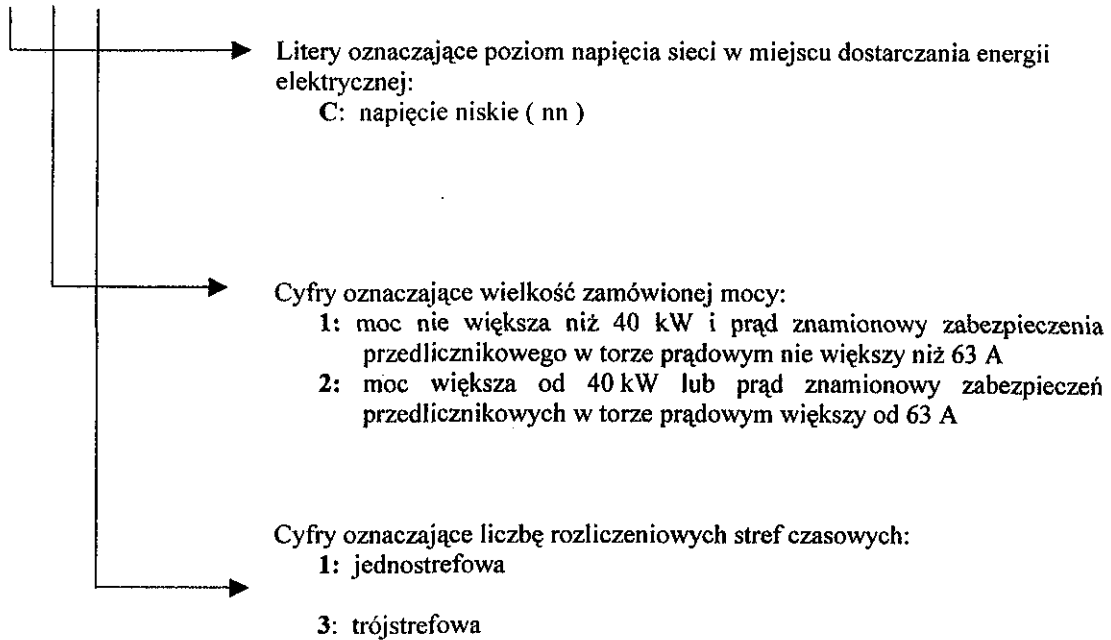 Litery oznaczające poziom napięcia sieci w miejscu dostarczania energii
elektrycznej:
C: napięcie niskie ( nn )
Cyfry oznaczające wielkość zamówionej mocy:
1: moc nie większa niż 40 kW i prąd znamionowy zabezpieczenia
przedlicznikowego w torze prądowym nie większy niż 63 A
2: moc większa od 40 kW lub prąd znamionowy zabezpieczeń
przedlicznikowych w torze prądowym większy od 63 A
Cyfry oznaczające liczbę rozliczeniowych stref czasowych:
1: jednostrefowa
3: trójstrefowa